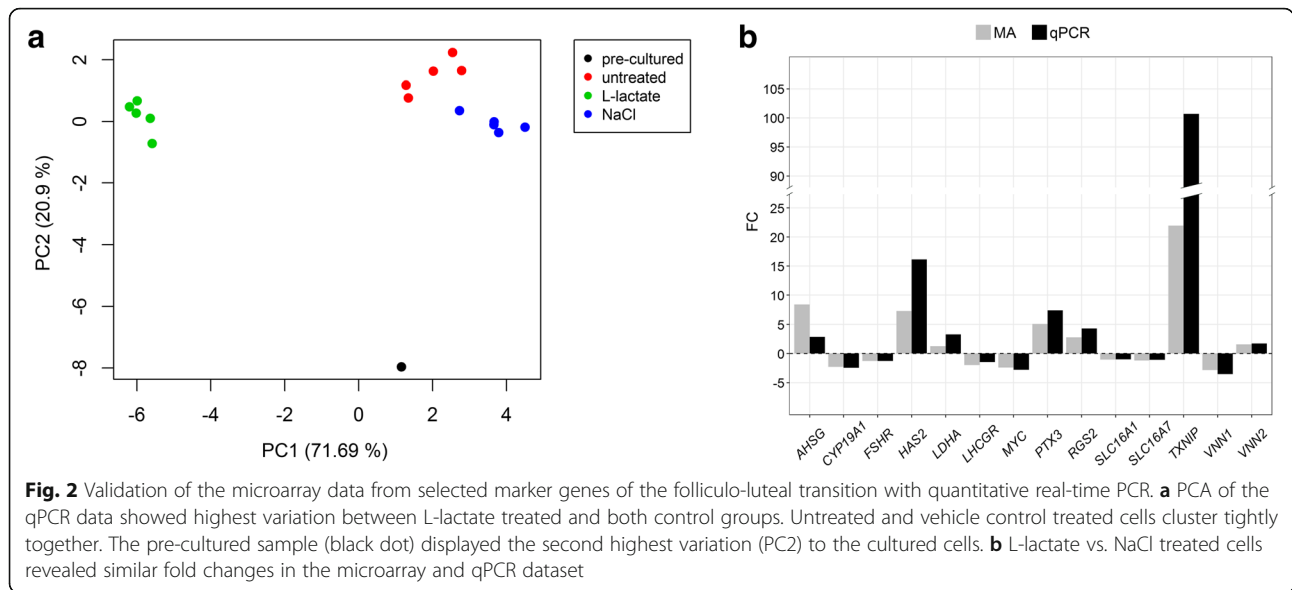 a
2
0
-2
-4
-6
-8
PC2 (20.9 %)
-6
-4
-2
0
2
4
PC1 (71.69 %)
pre-cultured
untreated
L-lactate
NaCl
b
MA
qPCR
105
100
95
90
25
20
15
10
5
0
-5
FC
AHSG
CYP19A1
FSHR
HAS2
LDHA
LHCGR
MYC
PTX3
RGS2
SLC16A1
SLC16A7
TXNIP
VNN1
VNN2
Fig. 2 Validation of the microarray data from selected marker genes of the folliculo-luteal transition with quantitative real-time PCR. a PCA of the
qPCR data showed highest variation between L-lactate treated and both control groups. Untreated and vehicle control treated cells cluster tightly
together. The pre-cultured sample (black dot) displayed the second highest variation (PC2) to the cultured cells. b L-lactate vs. NaCl treated cells
revealed similar fold changes in the microarray and qPCR dataset